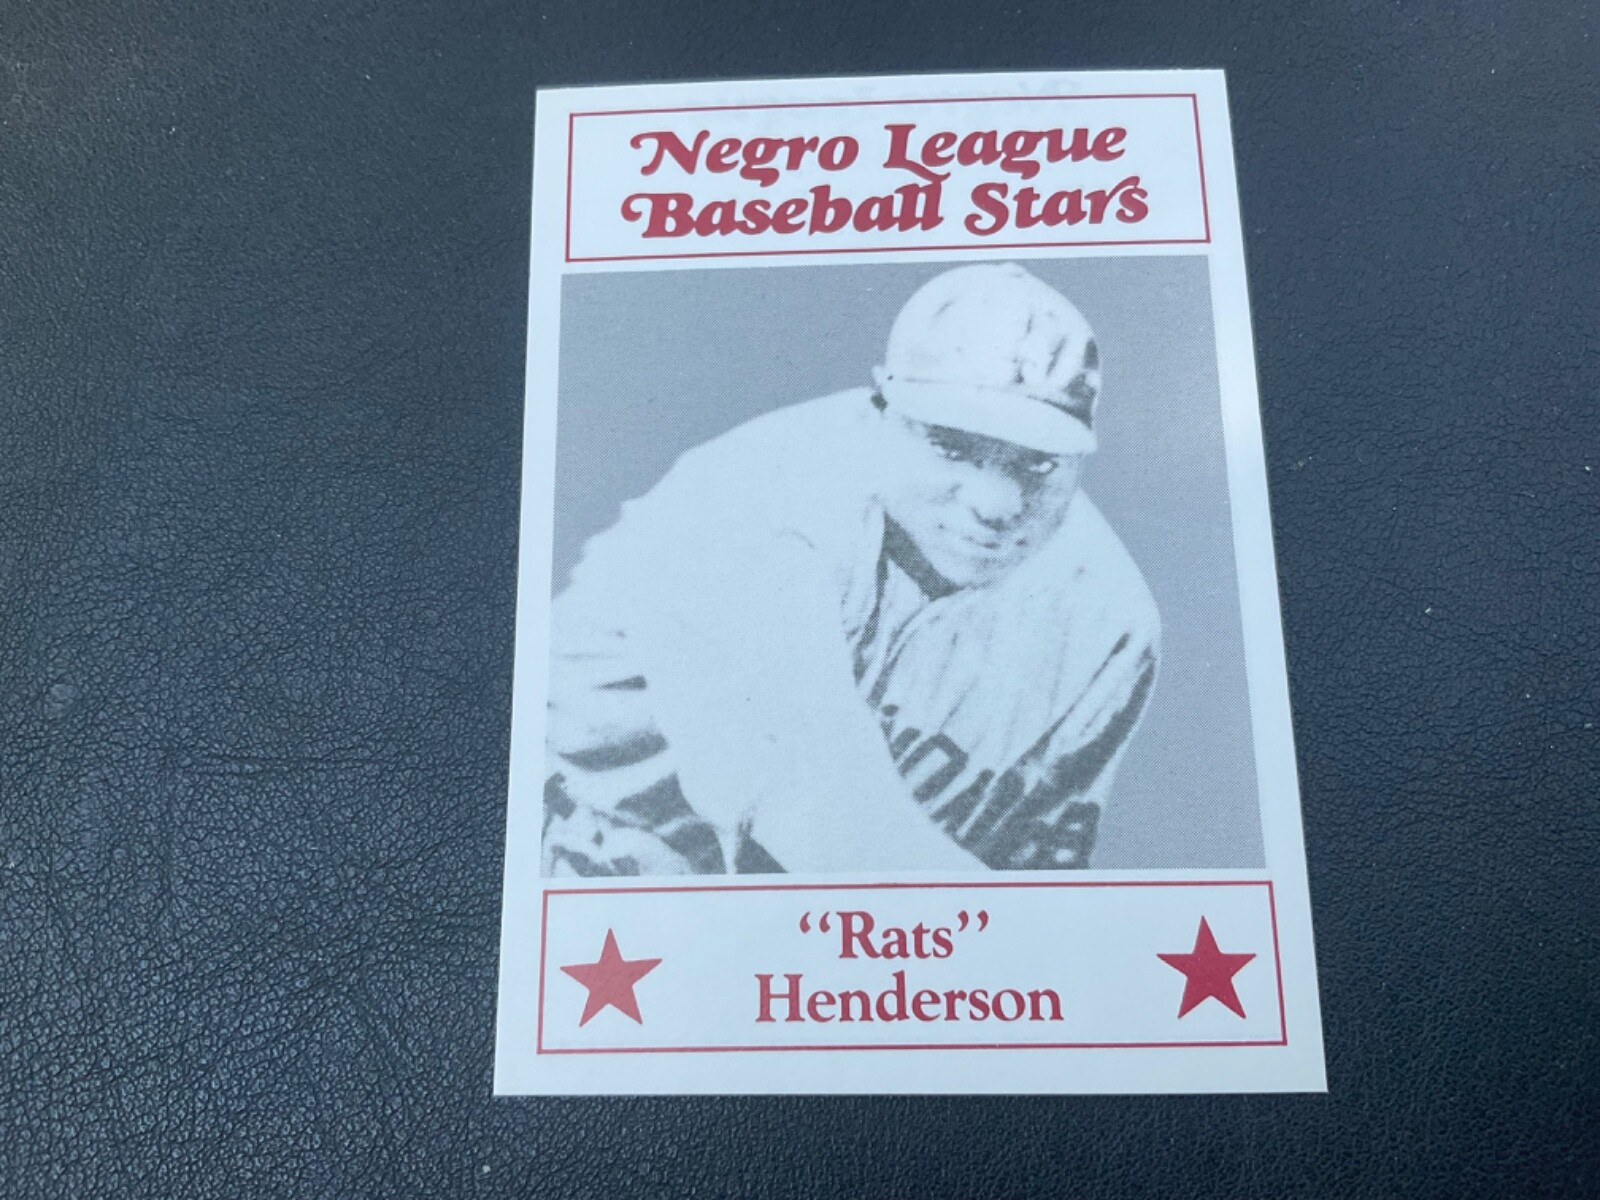 Negro League
Baseball Stars
“Rats”
Henderson